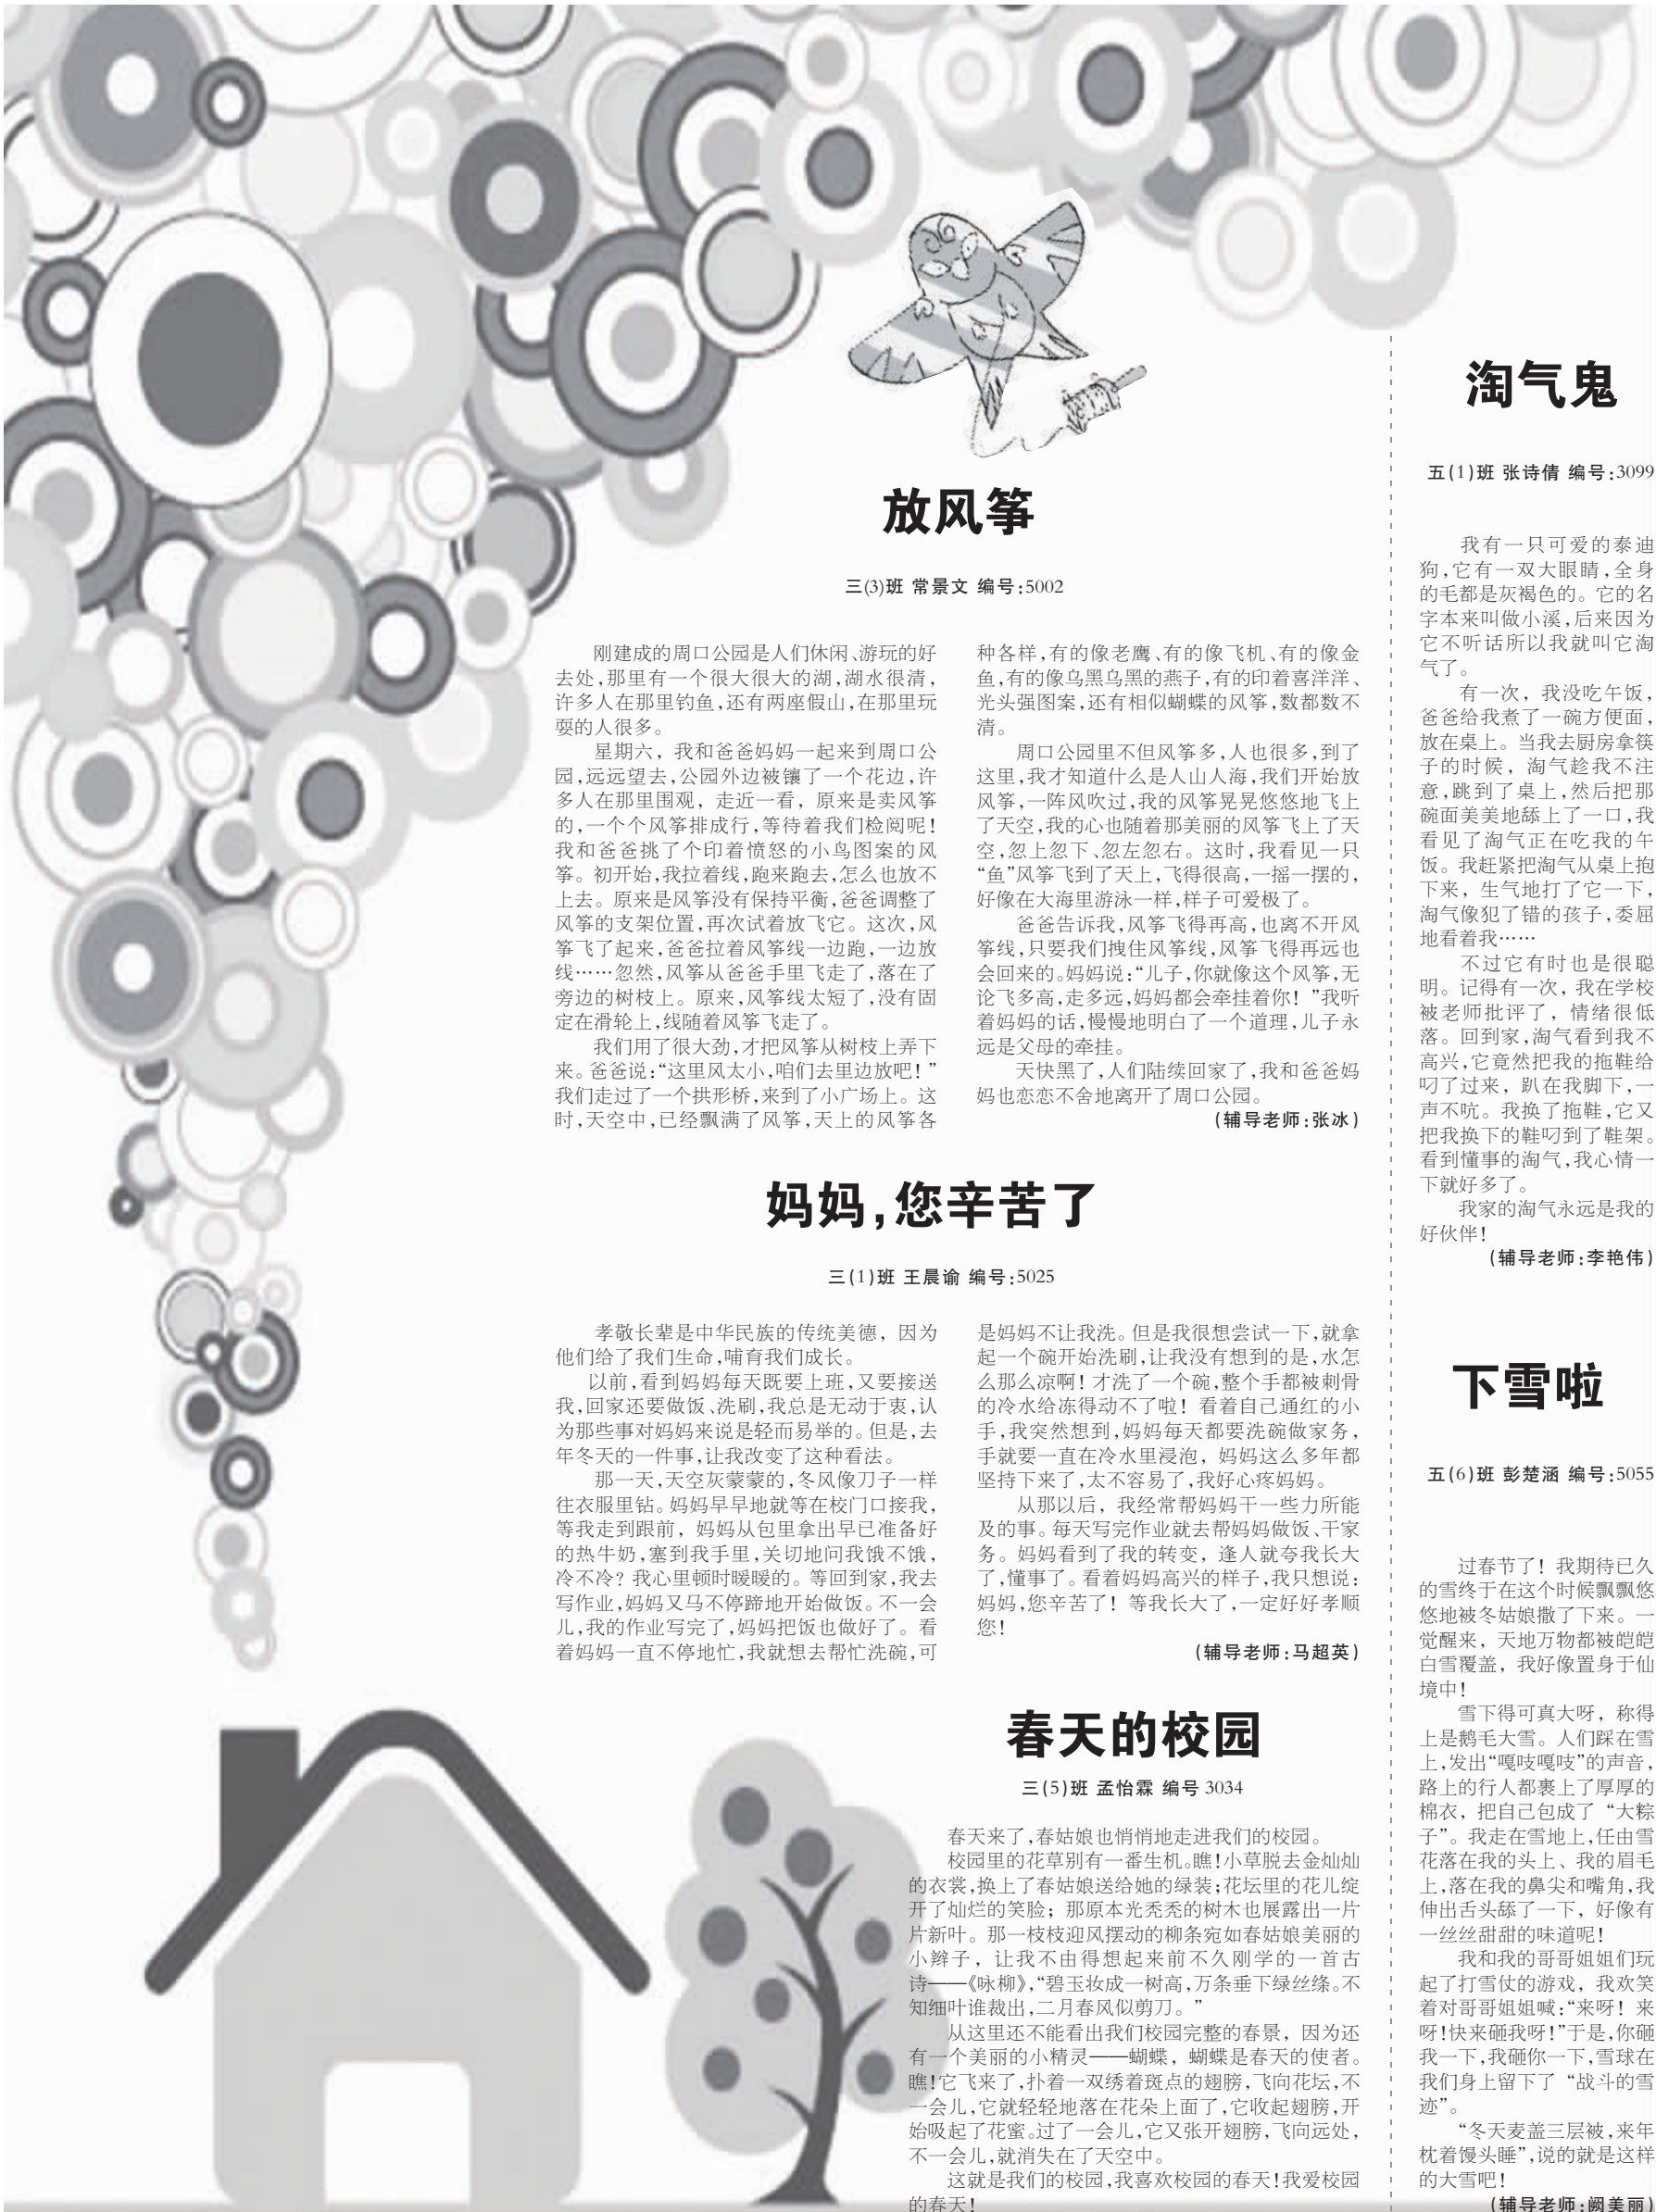 放风筝
三(3)班 常景文 编号:5002
刚建成的周口公园是人们休闲、游玩的好
去处,那里有一个很大很大的湖,湖水很清,
许多人在那里钓鱼,还有两座假山,在那里玩
耍的人很多。
星期六，我和爸爸妈妈一起来到周口公
园,远远望去,公园外边被镶了一个花边,许
多人在那里围观，走近一看，原来是卖风筝
的,一个个风筝排成行,等待着我们检阅呢!
我和爸爸挑了个印着愤怒的小鸟图案的风
筝。初开始,我拉着线,跑来跑去,怎么也放不
上去。原来是风筝没有保持平衡,爸爸调整了
风筝的支架位置,再次试着放飞它。这次,风
筝飞了起来,爸爸拉着风筝线一边跑,一边放
线……忽然,风筝从爸爸手里飞走了,落在了
旁边的树枝上。原来,风筝线太短了,没有固
定在滑轮上,线随着风筝飞走了。
我们用了很大劲,才把风筝从树枝上弄下
来。爸爸说:“这里风太小,咱们去里边放吧!”
我们走过了一个拱形桥,来到了小广场上。这
时,天空中,已经飘满了风筝,天上的风筝各
种各样,有的像老鹰、有的像飞机、有的像金
鱼,有的像乌黑乌黑的燕子,有的印着喜洋洋、
光头强图案,还有相似蝴蝶的风筝,数都数不
清。
周口公园里不但风筝多,人也很多,到了
这里,我才知道什么是人山人海,我们开始放
风筝,一阵风吹过,我的风筝晃晃悠悠地飞上
了天空,我的心也随着那美丽的风筝飞上了天
空,忽上忽下、忽左忽右。这时,我看见一只
“鱼”风筝飞到了天上,飞得很高,一摇一摆的,
好像在大海里游泳一样,样子可爱极了。
爸爸告诉我,风筝飞得再高,也离不开风
筝线,只要我们拽住风筝线,风筝飞得再远也
会回来的。妈妈说:“儿子,你就像这个风筝,无
论飞多高,走多远,妈妈都会牵挂着你!”我听
着妈妈的话,慢慢地明白了一个道理,儿子永
远是父母的牵挂。
天快黑了,人们陆续回家了,我和爸爸妈
妈也恋恋不舍地离开了周口公园。
(辅导老师:张冰)
妈妈,您辛苦了
三(1)班 王晨谕 编号:5025
孝敬长辈是中华民族的传统美德，因为
他们给了我们生命,哺育我们成长。
以前,看到妈妈每天既要上班,又要接送
我,回家还要做饭、洗刷,我总是无动于衷,认
为那些事对妈妈来说是轻而易举的。但是,去
年冬天的一件事,让我改变了这种看法。
那一天,天空灰蒙蒙的,冬风像刀子一样
往衣服里钻。妈妈早早地就等在校门口接我,
等我走到跟前，妈妈从包里拿出早已准备好
的热牛奶,塞到我手里,关切地问我饿不饿,
冷不冷? 我心里顿时暖暖的。等回到家,我去
写作业,妈妈又马不停蹄地开始做饭。不一会
儿,我的作业写完了,妈妈把饭也做好了。看
着妈妈一直不停地忙,我就想去帮忙洗碗,可
是妈妈不让我洗。但是我很想尝试一下,就拿
起一个碗开始洗刷,让我没有想到的是,水怎
么那么凉啊! 才洗了一个碗,整个手都被刺骨
的冷水给冻得动不了啦! 看着自己通红的小
手,我突然想到,妈妈每天都要洗碗做家务,
手就要一直在冷水里浸泡，妈妈这么多年都
坚持下来了,太不容易了,我好心疼妈妈。
从那以后，我经常帮妈妈干一些力所能
及的事。每天写完作业就去帮妈妈做饭、干家
务。妈妈看到了我的转变，逢人就夸我长大
了,懂事了。看着妈妈高兴的样子,我只想说:
妈妈,您辛苦了! 等我长大了,一定好好孝顺
您!
(辅导老师:马超英)
春天的校园
三(5)班 孟怡霖 编号 3034
春天来了,春姑娘也悄悄地走进我们的校园。
校园里的花草别有一番生机。瞧!小草脱去金灿灿
的衣裳,换上了春姑娘送给她的绿装;花坛里的花儿绽
开了灿烂的笑脸；那原本光秃秃的树木也展露出一片
片新叶。那一枝枝迎风摆动的柳条宛如春姑娘美丽的
小辫子，让我不由得想起来前不久刚学的一首古
诗——《咏柳》,“碧玉妆成一树高,万条垂下绿丝绦。不
知细叶谁裁出,二月春风似剪刀。”
从这里还不能看出我们校园完整的春景，因为还
有一个美丽的小精灵——蝴蝶，蝴蝶是春天的使者。
瞧!它飞来了,扑着一双绣着斑点的翅膀,飞向花坛,不
一会儿,它就轻轻地落在花朵上面了,它收起翅膀,开
始吸起了花蜜。过了一会儿,它又张开翅膀,飞向远处,
不一会儿,就消失在了天空中。
这就是我们的校园,我喜欢校园的春天!我爱校园
的春天!
淘气鬼
五(1)班 张诗倩 编号:3099
我有一只可爱的泰迪
狗,它有一双大眼睛,全身
的毛都是灰褐色的。它的名
字本来叫做小溪,后来因为
它不听话所以我就叫它淘
气了。
有一次，我没吃午饭,
爸爸给我煮了一碗方便面,
放在桌上。当我去厨房拿筷
子的时候，淘气趁我不注
意,跳到了桌上,然后把那
碗面美美地舔上了一口,我
看见了淘气正在吃我的午
饭。我赶紧把淘气从桌上抱
下来，生气地打了它一下,
淘气像犯了错的孩子,委屈
地看着我……
不过它有时也是很聪
明。记得有一次，我在学校
被老师批评了，情绪很低
落。回到家,淘气看到我不
高兴,它竟然把我的拖鞋给
叼了过来，趴在我脚下,一
声不吭。我换了拖鞋,它又
把我换下的鞋叼到了鞋架。
看到懂事的淘气,我心情一
下就好多了。
我家的淘气永远是我的
好伙伴!
(辅导老师:李艳伟)
下雪啦
五(6)班 彭楚涵 编号:5055
过春节了! 我期待已久
的雪终于在这个时候飘飘悠
悠地被冬姑娘撒了下来。一
觉醒来，天地万物都被皑皑
白雪覆盖，我好像置身于仙
境中!
雪下得可真大呀，称得
上是鹅毛大雪。人们踩在雪
上,发出“嘎吱嘎吱”的声音,
路上的行人都裹上了厚厚的
棉衣，把自己包成了“大粽
子”。我走在雪地上,任由雪
花落在我的头上、我的眉毛
上,落在我的鼻尖和嘴角,我
伸出舌头舔了一下，好像有
一丝丝甜甜的味道呢!
我和我的哥哥姐姐们玩
起了打雪仗的游戏，我欢笑
着对哥哥姐姐喊:“来呀! 来
呀!快来砸我呀!”于是,你砸
我一下,我砸你一下,雪球在
我们身上留下了“战斗的雪
迹”。
“冬天麦盖三层被,来年
枕着馒头睡”,说的就是这样
的大雪吧!
(辅导老师:阙美丽)